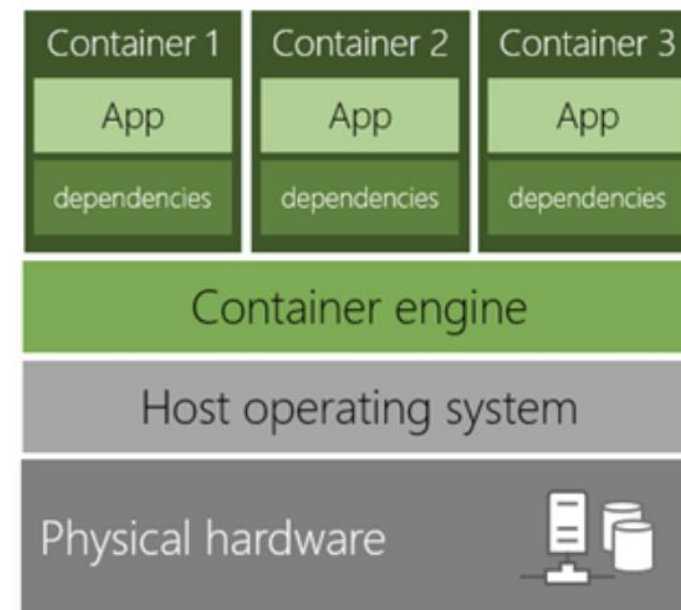 Container 1
Container 2
Container 3
App
App
App
dependencies
dependencies
dependencies
Container engine
Host operating system
Physical hardware